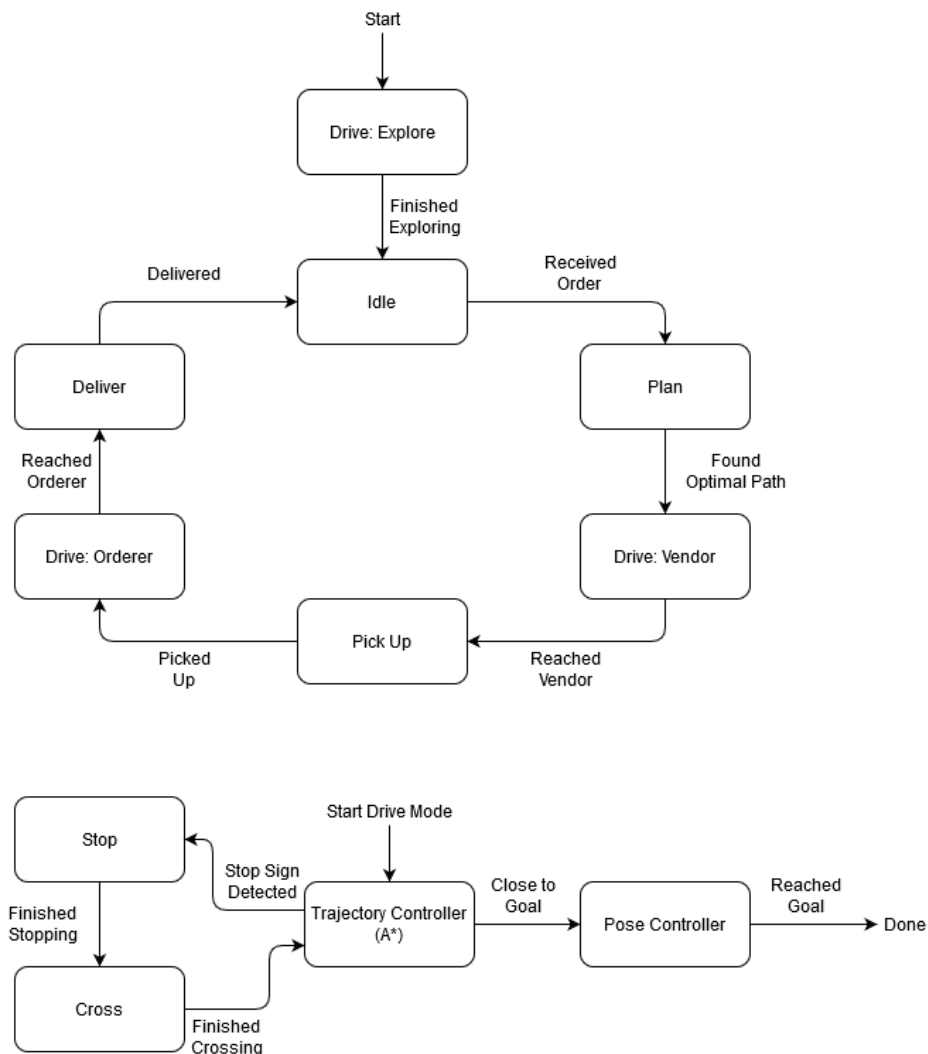 Start
Drive: Explore
Finished
Exploring
Delivered
Idle
Received
Order
Deliver
Plan
Reached
Orderer
Found
Optimal Path
Drive: Orderer
Drive: Vendor
Pick Up
Picked
Up
Reached
Vendor
Start Drive Mode
Stop
Stop Sign
Detected
Close to
Goal
Reached
Goal
Trajectory Controller
(A*)
Pose Controller
Done
Finished
Stopping
Cross
Finished
Crossing